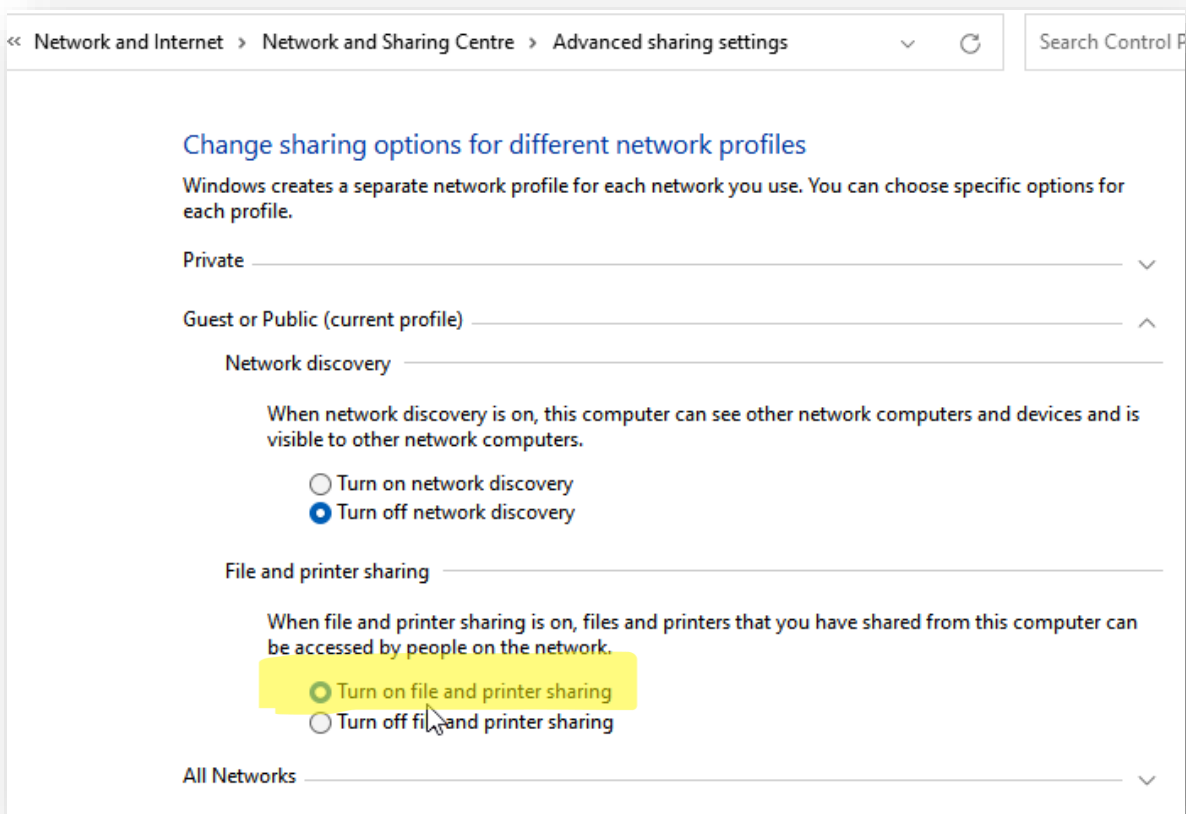 « Network and Internet > Network and Sharing Centre > Advanced sharing settings
Search Control
Change sharing options for different network profiles
Windows creates a separate network profile for each network you use. You can choose specific options for
each profile.
Private
Guest or Public (current profile)
Network discovery
When network discovery is on, this computer can see other network computers and devices and is
visible to other network computers.
Turn on network discovery
Turn off network discovery
File and printer sharing
When file and printer sharing is on, files and printers that you have shared from this computer can
be accessed by people on the network.
Turn on file and printer sharing
Turn off file and printer sharing
All Networks